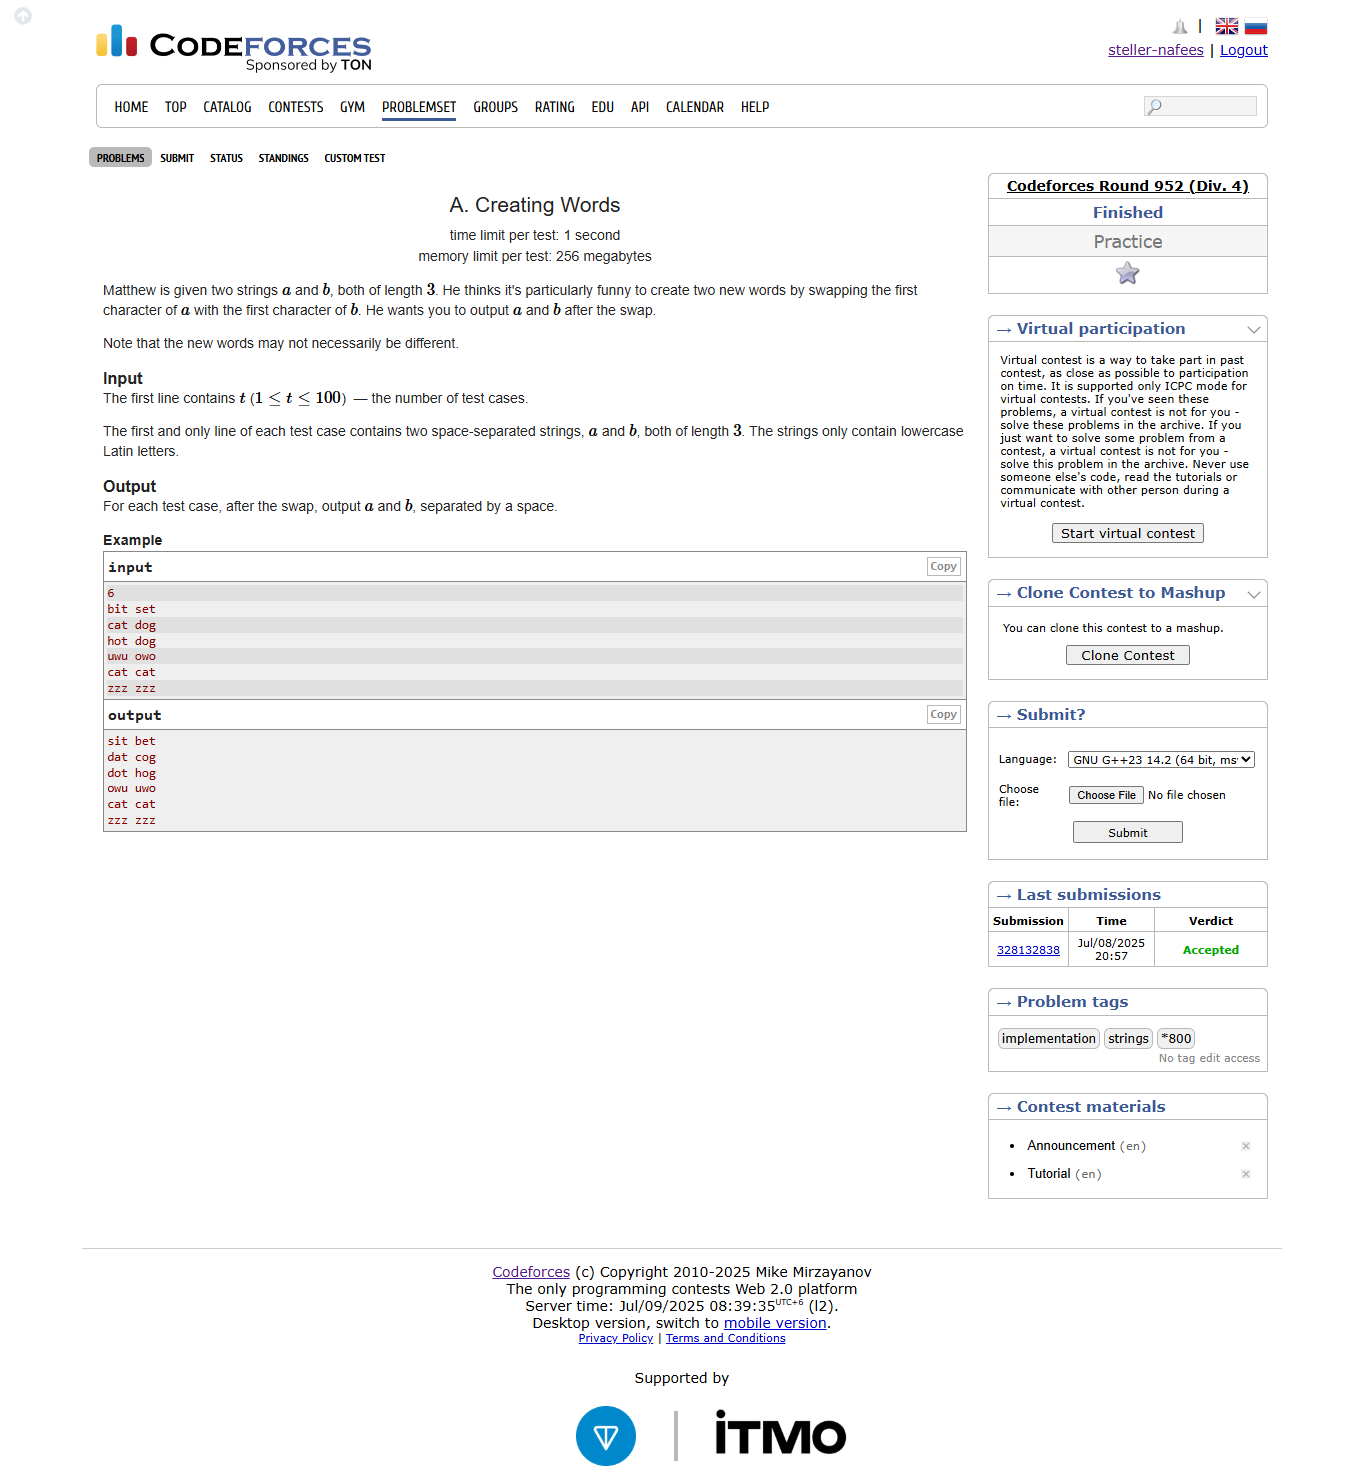 CODEFORCES
Sponsored by TON
|
steller-nafees | Logout
HOME TOP CATALOG CONTESTS GYM PROBLEMSET GROUPS RATING EDU API CALENDAR HELP
PROBLEMS SUBMIT STATUS STANDINGS CUSTOM TEST
A. Creating Words
time limit per test: 1 second
memory limit per test: 256 megabytes
Matthew is given two strings a and b, both of length 3. He thinks it's particularly funny to create two new words by swapping the first
character of a with the first character of b. He wants you to output a and b after the swap.
Note that the new words may not necessarily be different.
Input
The first line contains t (1 ≤ t ≤ 100) — the number of test cases.
The first and only line of each test case contains two space-separated strings, a and b, both of length 3. The strings only contain lowercase
Latin letters.
Output
For each test case, after the swap, output a and b, separated by a space.
Example
input Copy
6
bit set
cat dog
hot dog
uwu owo
cat cat
zzz zzz
output Copy
sit bet
dat cog
dot hog
owu uwo
cat cat
zzz zzz
Codeforces Round 952 (Div. 4)
Finished
Practice
→ Virtual participation
Virtual contest is a way to take part in past
contest, as close as possible to participation
on time. It is supported only ICPC mode for
virtual contests. If you've seen these
problems, a virtual contest is not for you -
solve these problems in the archive. If you
just want to solve some problem from a
contest, a virtual contest is not for you -
solve this problem in the archive. Never use
someone else's code, read the tutorials or
communicate with other person during a
virtual contest.
Start virtual contest
→ Clone Contest to Mashup
You can clone this contest to a mashup.
Clone Contest
→ Submit?
Language: GNU G++23 14.2 (64 bit, ms
Choose
file: Choose File No file chosen
Submit
→ Last submissions
Submission Time Verdict
328132838 Jul/08/2025
20:57 Accepted
→ Problem tags
implementation strings *800
No tag edit access
→ Contest materials
• Announcement (en)
• Tutorial (en)
Codeforces (c) Copyright 2010-2025 Mike Mirzayanov
The only programming contests Web 2.0 platform
Server time: Jul/09/2025 08:39:35UTC+6 (l2).
Desktop version, switch to mobile version.
Privacy Policy | Terms and Conditions
Supported by
iTMO